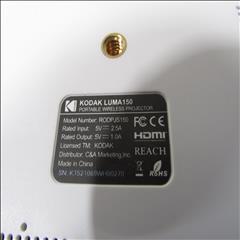 KODAK LUMA150
PORTABLE WIRELESS PROJECTOR
Model Number: RODPJS150
Rated Input: 5V 2.5A
Rated Output: 5V 1.0A
Licensed TM: KODAK
Distributor: C&A Marketing, Inc.
Made in China
CE FC
HDMI
REACH
RoHS